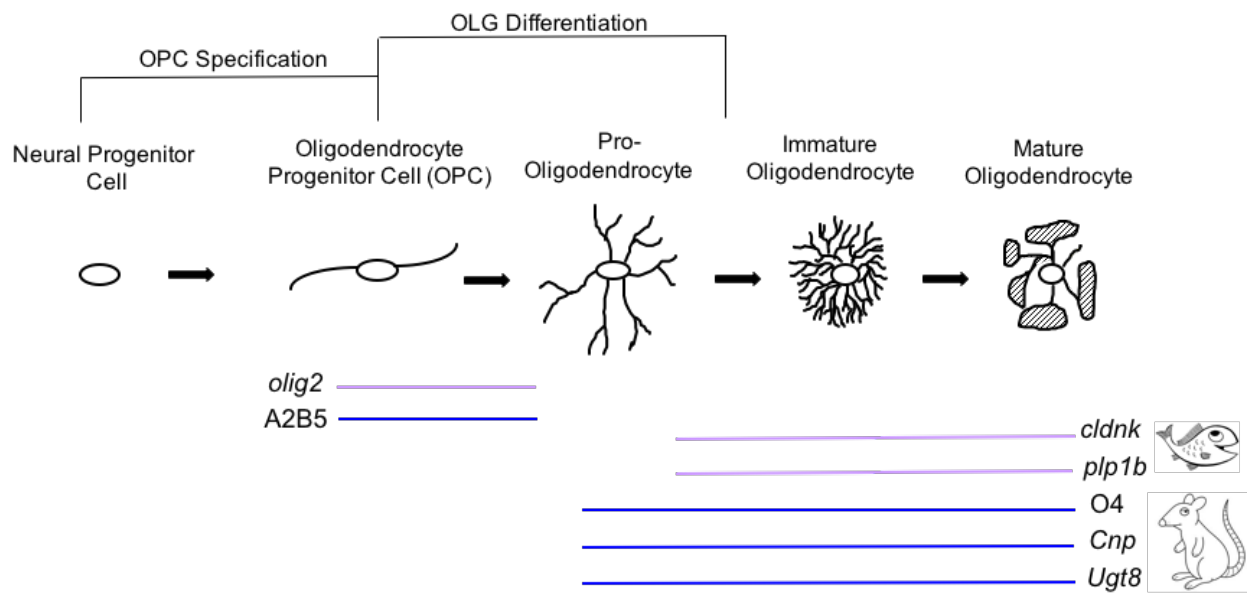 OLG Differentiation
OPC Specification
Neural Progenitor
Cell
Oligodendrocyte
Progenitor Cell (OPC)
Pro-
Oligodendrocyte
Immature
Oligodendrocyte
Mature
Oligodendrocyte
olig2
A2B5
cldnk
plp1b
O4
Cnp
Ugt8